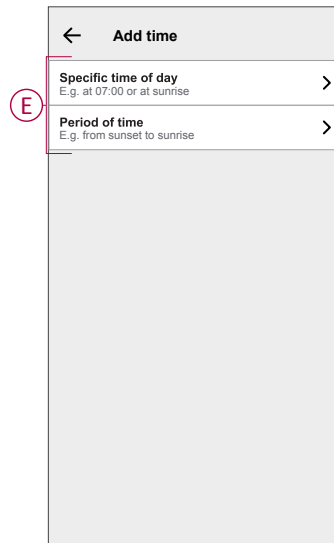 Add time
Specific time of day
E.g. at 07:00 or at sunrise
E
Period of time
E.g. from sunset to sunrise